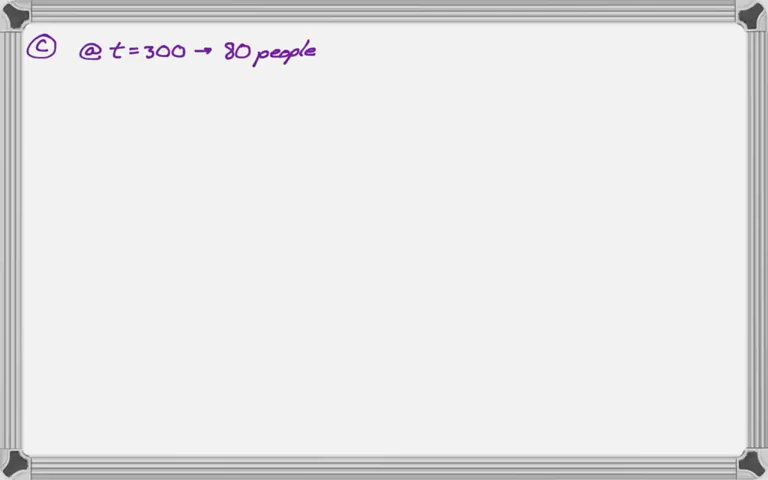 Ⓒ @ t = 300 → 80 people